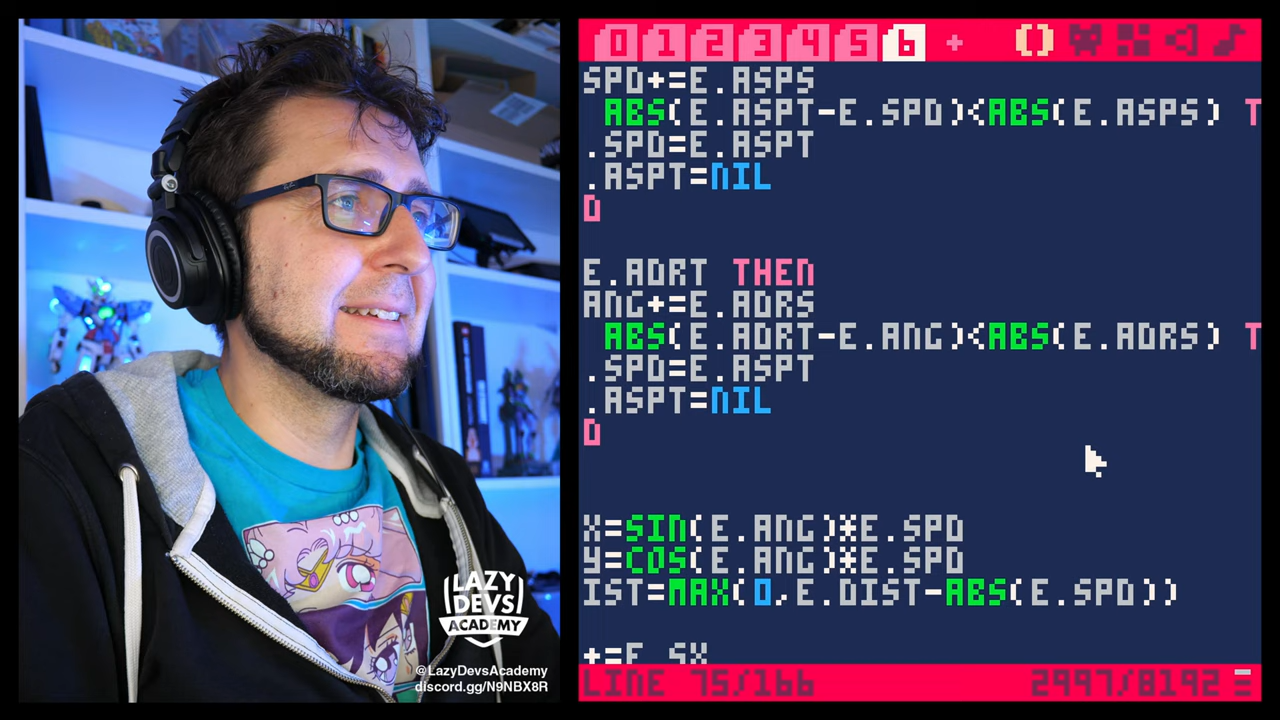 LAZY
DEVS
ACADEMY
@LazyDevsAcademy
discord.gg/N9NBX8R
0 1 2 3 4 5 6 +
SPD+=E.ASPS
ABS(E.ASPT-E.SPD)<ABS(E.ASPS) T
.SPD=E.ASPT
.ASPT=NIL
D
E.ADRT THEN
ANG+=E.ADRS
ABS(E.ADRT-E.ANG)<ABS(E.ADRS) T
.SPD=E.ASPT
.ASPT=NIL
D
X=SIN(E.ANG)*E.SPD
Y=COS(E.ANG)*E.SPD
IST=MAX(0,E.DIST-ABS(E.SPD))
+=E.SX
LINE 75/166
2997/8192